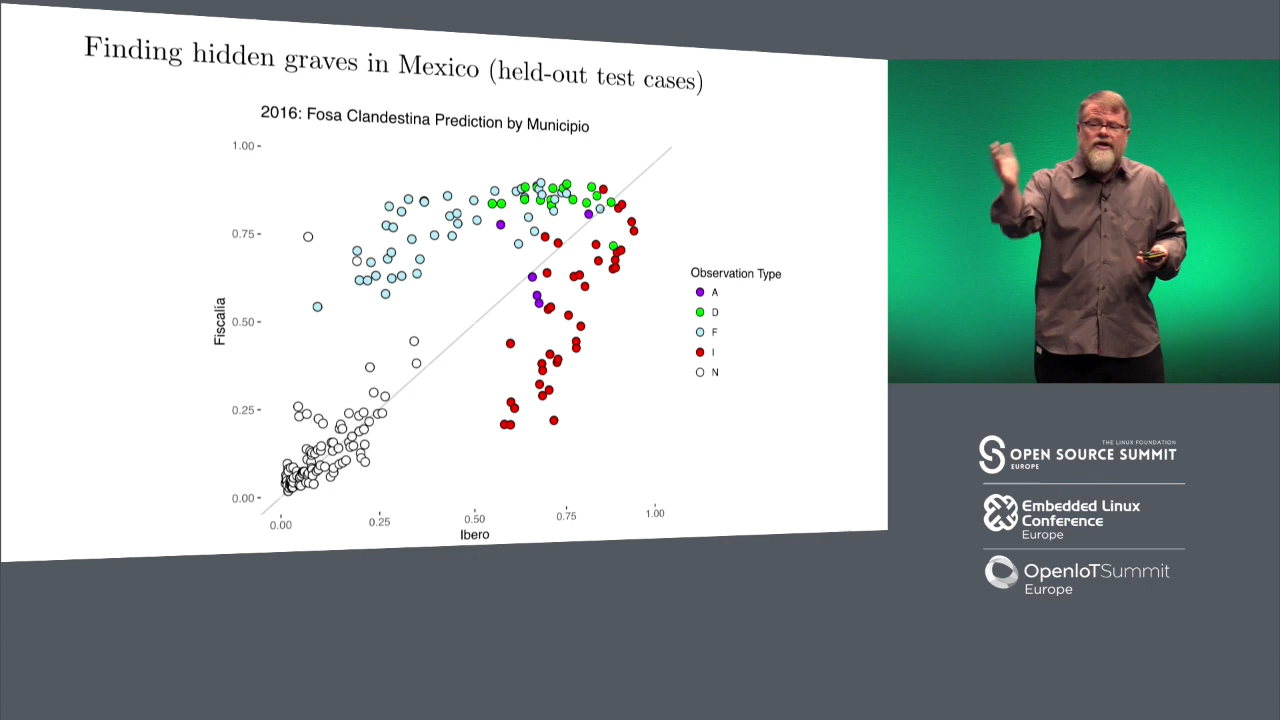 Finding hidden graves in Mexico (held-out test cases)
2016: Fosa Clandestina Prediction by Municipio
1.00
0.75
0.50
0.25
0.00
Fiscalia
0.00 0.25 0.50 0.75 1.00
Ibero
Observation Type
A
D
F
I
N
THE LINUX FOUNDATION
OPEN SOURCE SUMMIT
EUROPE
Embedded Linux
Conference
Europe
OpenIoTSummit
Europe